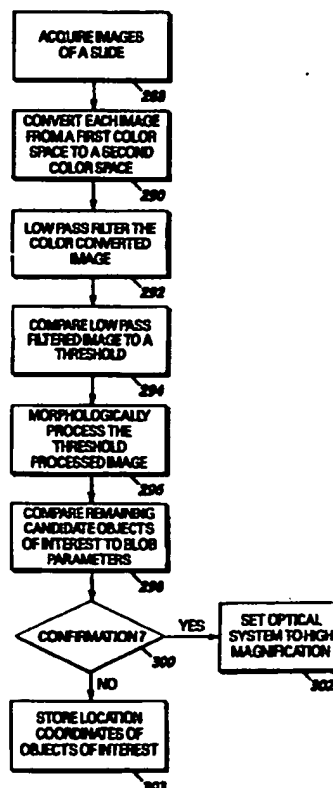 ACQUIRE IMAGES
OF A SLIDE
288
CONVERT EACH IMAGE
FROM A FIRST COLOR
SPACE TO A SECOND
COLOR SPACE
290
LOW PASS FILTER THE
COLOR CONVERTED
IMAGE
292
COMPARE LOW PASS
FILTERED IMAGE TO A
THRESHOLD
294
MORPHOLOGICALLY
PROCESS THE
THRESHOLD
PROCESSED IMAGE
296
COMPARE REMAINING
CANDIDATE OBJECTS
OF INTEREST TO BLOB
PARAMETERS
298
CONFIRMATION?
300
YES
SET OPTICAL
SYSTEM TO HIGH
MAGNIFICATION
302
NO
STORE LOCATION
COORDINATES OF
OBJECTS OF INTEREST
303